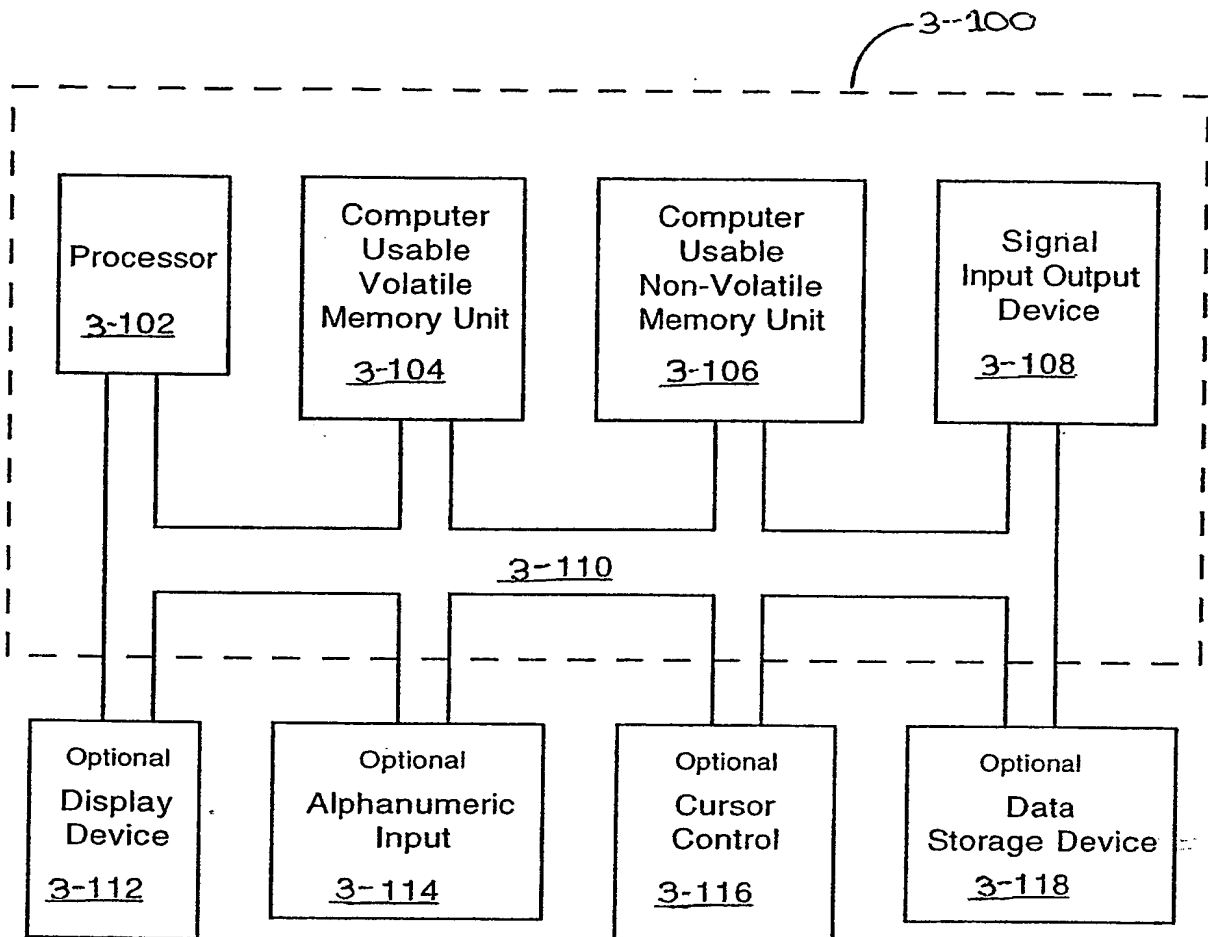 3-100
Processor
3-102
Computer
Usable
Volatile
Memory Unit
3-104
Computer
Usable
Non-Volatile
Memory Unit
3-106
Signal
Input Output
Device
3-108
3-110
Optional
Display
Device
3-112
Optional
Alphanumeric
Input
3-114
Optional
Cursor
Control
3-116
Optional
Data
Storage Device
3-118